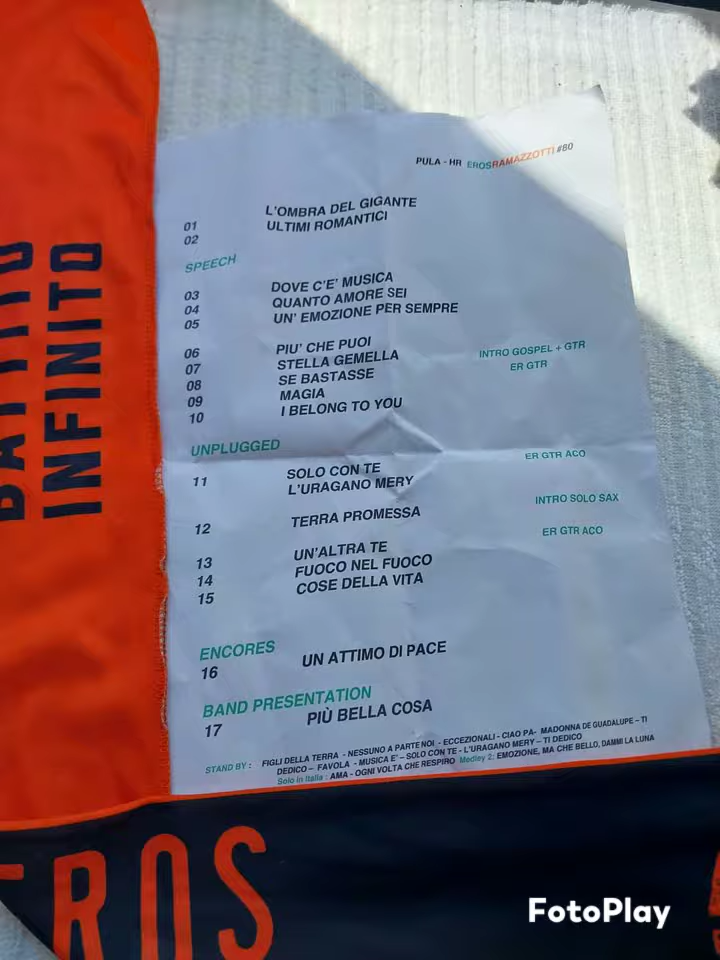 BATTITO
INFINITO
PULA - HR EROSRAMAZZOTTI #80
01 L'OMBRA DEL GIGANTE
02 ULTIMI ROMANTICI
SPEECH
03 DOVE C'E' MUSICA
04 QUANTO AMORE SEI
05 UN' EMOZIONE PER SEMPRE
06 PIU' CHE PUOI
07 STELLA GEMELLA INTRO GOSPEL + GTR
08 SE BASTASSE ER GTR
09 MAGIA
10 I BELONG TO YOU
UNPLUGGED
11 SOLO CON TE ER GTR ACO
L'URAGANO MERY
12 TERRA PROMESSA INTRO SOLO SAX
13 UN'ALTRA TE ER GTR ACO
14 FUOCO NEL FUOCO
15 COSE DELLA VITA
ENCORES
16 UN ATTIMO DI PACE
BAND PRESENTATION
17 PIÙ BELLA COSA
STAND BY : FIGLI DELLA TERRA - NESSUNO A PARTE NOI - ECCEZIONALI - CIAO PA- MADONNA DE GUADALUPE – TI
DEDICO – FAVOLA - MUSICA E' – SOLO CON TE - L'URAGANO MERY – TI DEDICO Medley 2: EMOZIONE, MA CHE BELLO, DAMMI LA LUNA
Solo in Italia : AMA - OGNI VOLTA CHE RESPIRO
EROS
FotoPlay